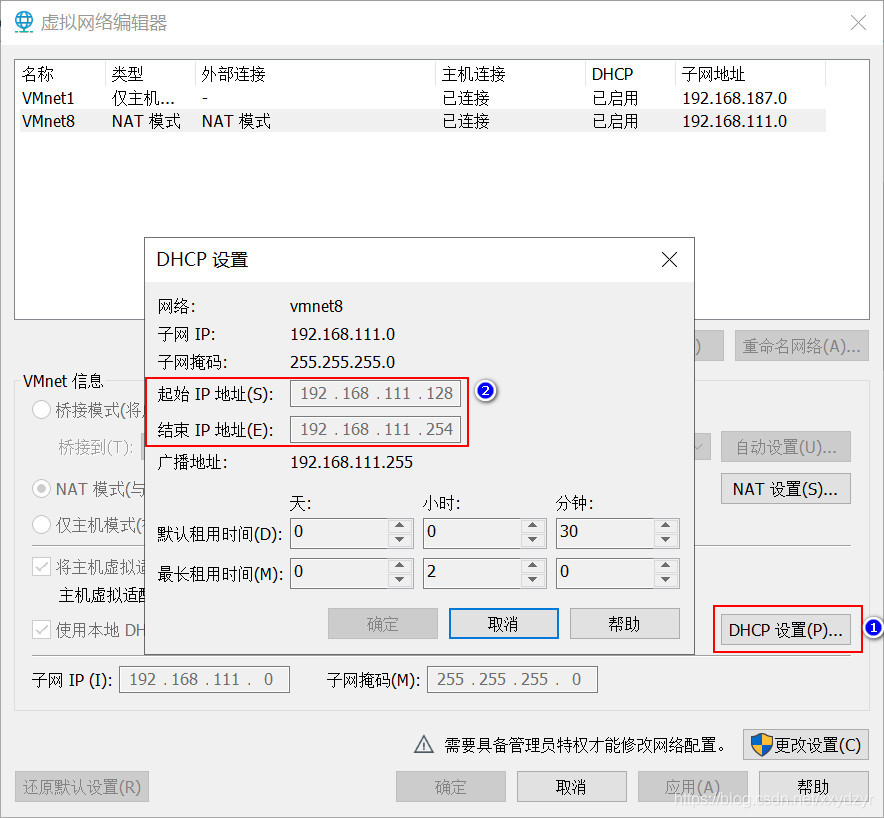 虚拟网络编辑器
名称 类型 外部连接 主机连接 DHCP 子网地址
VMnet1 仅主机... - 已连接 已启用 192.168.187.0
VMnet8 NAT 模式 NAT 模式 已连接 已启用 192.168.111.0
DHCP 设置
网络: vmnet8
子网 IP: 192.168.111.0
子网掩码: 255.255.255.0
起始 IP 地址(S): 192 . 168 . 111 . 128
2
结束 IP 地址(E): 192 . 168 . 111 . 254
广播地址: 192.168.111.255
天: 小时: 分钟:
默认租用时间(D): 0 0 30
最长租用时间(M): 0 2 0
确定 取消 帮助
) 重命名网络(A)...
VMnet 信息
桥接模式(将
桥接到(T): 自动设置(U)...
NAT 模式(与 NAT 设置(S)...
仅主机模式(
将主机虚拟
主机虚拟适
使用本地 DH DHCP 设置(P)...
1
子网 IP (I): 192 . 168 . 111 . 0 子网掩码(M): 255 . 255 . 255 . 0
需要具备管理员特权才能修改网络配置。 更改设置(C)
还原默认设置(R) 确定 取消 应用(A) 帮助
https://blog.csdn.net/xxydzyr